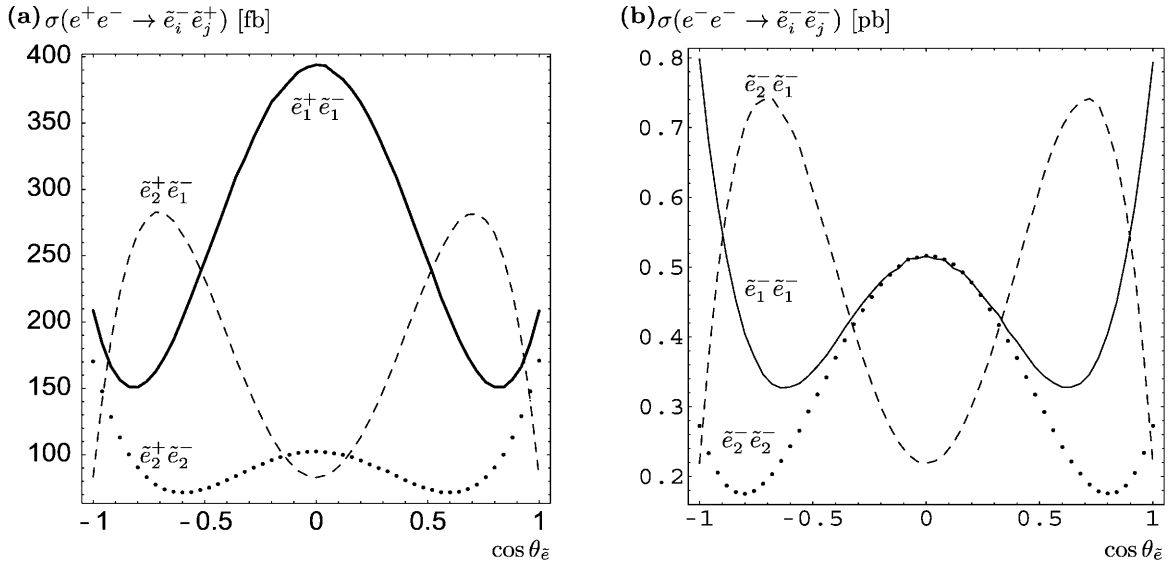 (a) σ(e⁺e⁻ → ẽᵢ⁻ẽⱼ⁺) [fb]
400
350
300
250
200
150
100
ẽ₁⁺ẽ₁⁻
ẽ₂⁺ẽ₁⁻
ẽ₂⁺ẽ₂⁻
-1 -0.5 0 0.5 1
cos θ_ẽ
(b) σ(e⁻e⁻ → ẽᵢ⁻ẽⱼ⁻) [pb]
0.8
0.7
0.6
0.5
0.4
0.3
0.2
ẽ₂⁻ẽ₁⁻
ẽ₁⁻ẽ₁⁻
ẽ₂⁻ẽ₂⁻
-1 -0.5 0 0.5 1
cos θ_ẽ